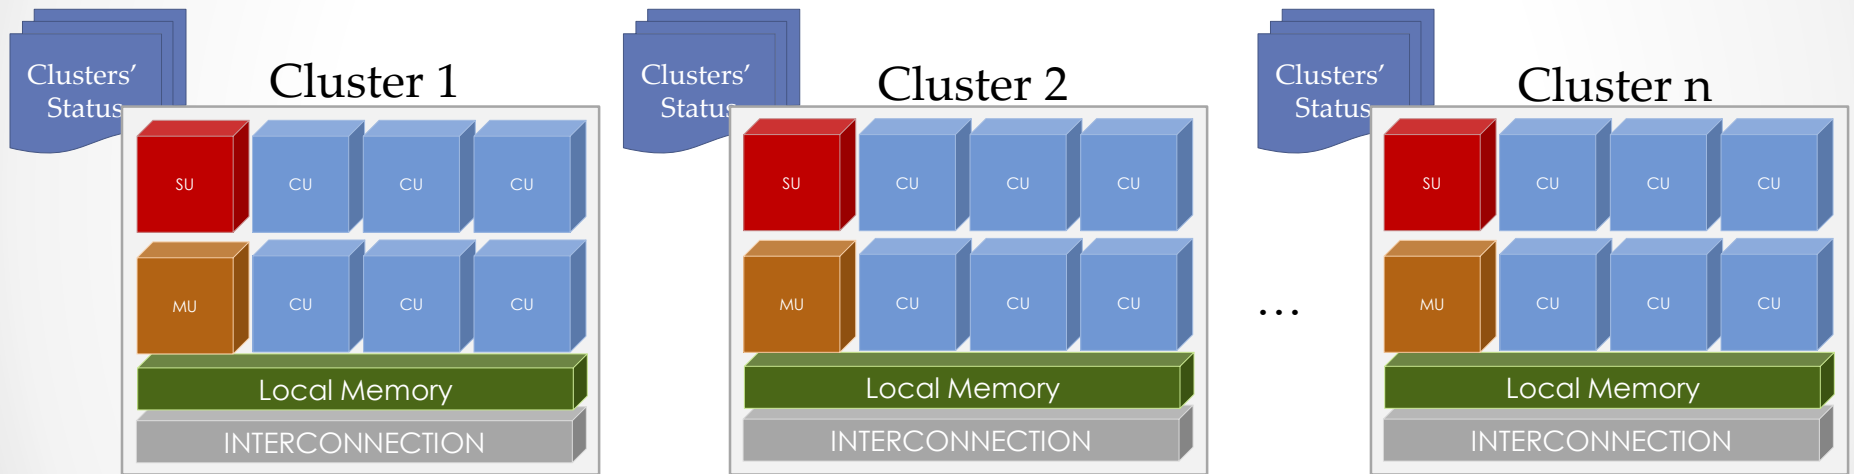 Clusters’
Status
Cluster 1
SU
CU
CU
CU
MU
CU
CU
CU
Local Memory
INTERCONNECTION
Clusters’
Status
Cluster 2
SU
CU
CU
CU
MU
CU
CU
CU
Local Memory
INTERCONNECTION
...
Clusters’
Status
Cluster n
SU
CU
CU
CU
MU
CU
CU
CU
Local Memory
INTERCONNECTION